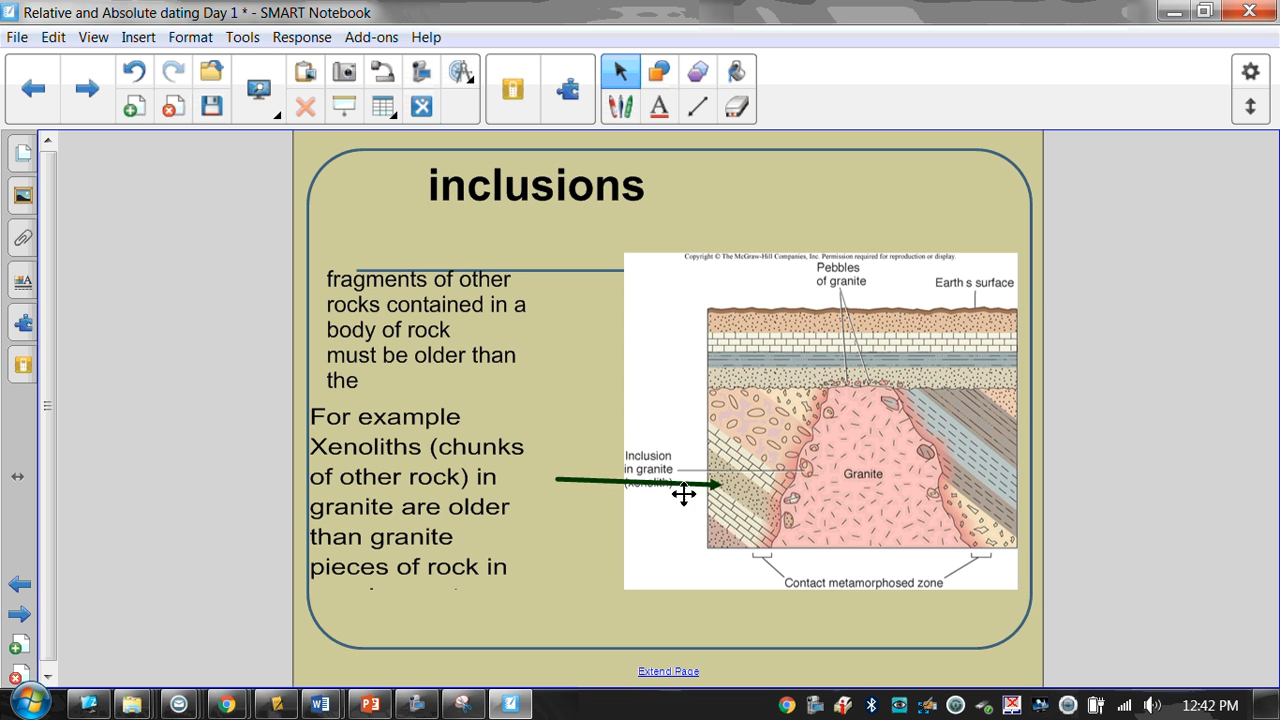 Relative and Absolute dating Day 1 * - SMART Notebook
File Edit View Insert Format Tools Response Add-ons Help
inclusions
fragments of other
rocks contained in a
body of rock
must be older than
the
For example
Xenoliths (chunks
of other rock) in
granite are older
than granite
pieces of rock in
Copyright © The McGraw-Hill Companies, Inc. Permission required for reproduction or display.
Pebbles
of granite
Earth s surface
Inclusion
in granite
(xenolith)
Granite
Contact metamorphosed zone
Extend Page
12:42 PM